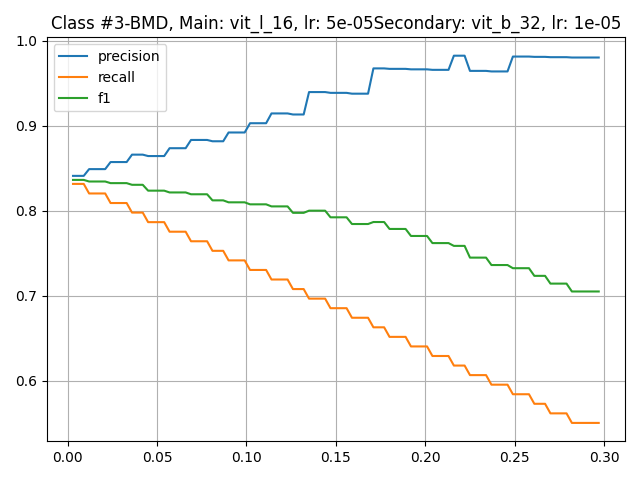 Class #3-BMD, Main: vit_l_16, lr: 5e-05Secondary: vit_b_32, lr: 1e-05
precision
recall
f1
1.0
0.9
0.8
0.7
0.6
0.00 0.05 0.10 0.15 0.20 0.25 0.30